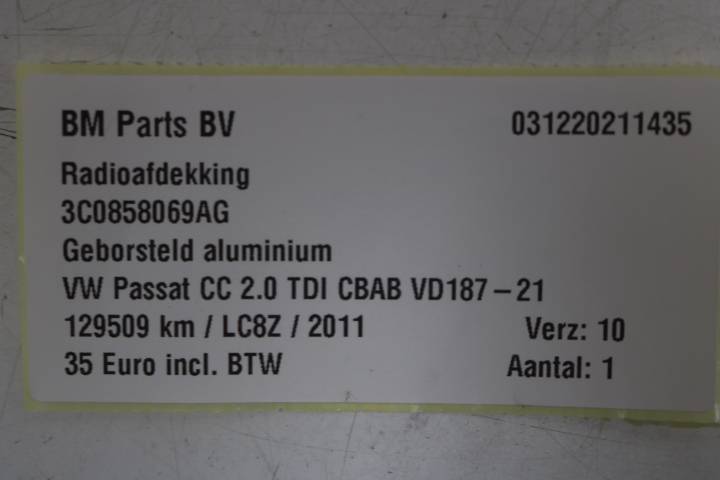 BM Parts BV 031220211435
Radioafdekking
3C0858069AG
Geborsteld aluminium
VW Passat CC 2.0 TDI CBAB VD187-21
129509 km / LC8Z / 2011 Verz: 10
35 Euro incl. BTW Aantal: 1